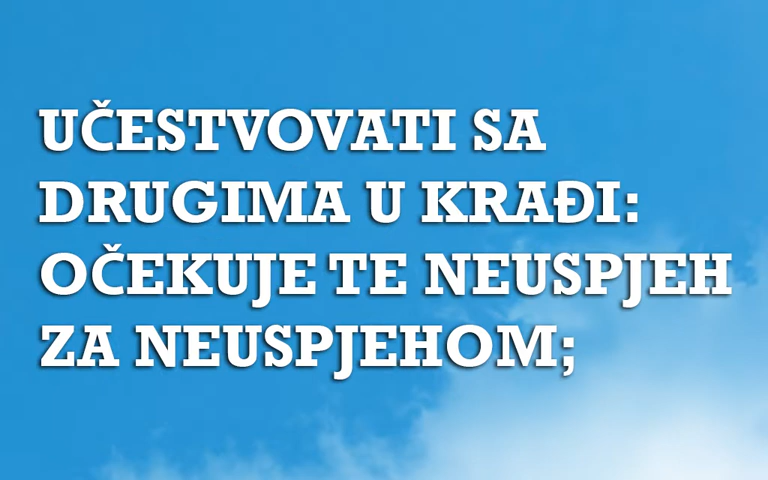 UČESTVOVATI SA
DRUGIMA U KRAĐI:
OČEKUJE TE NEUSPJEH
ZA NEUSPJEHOM;